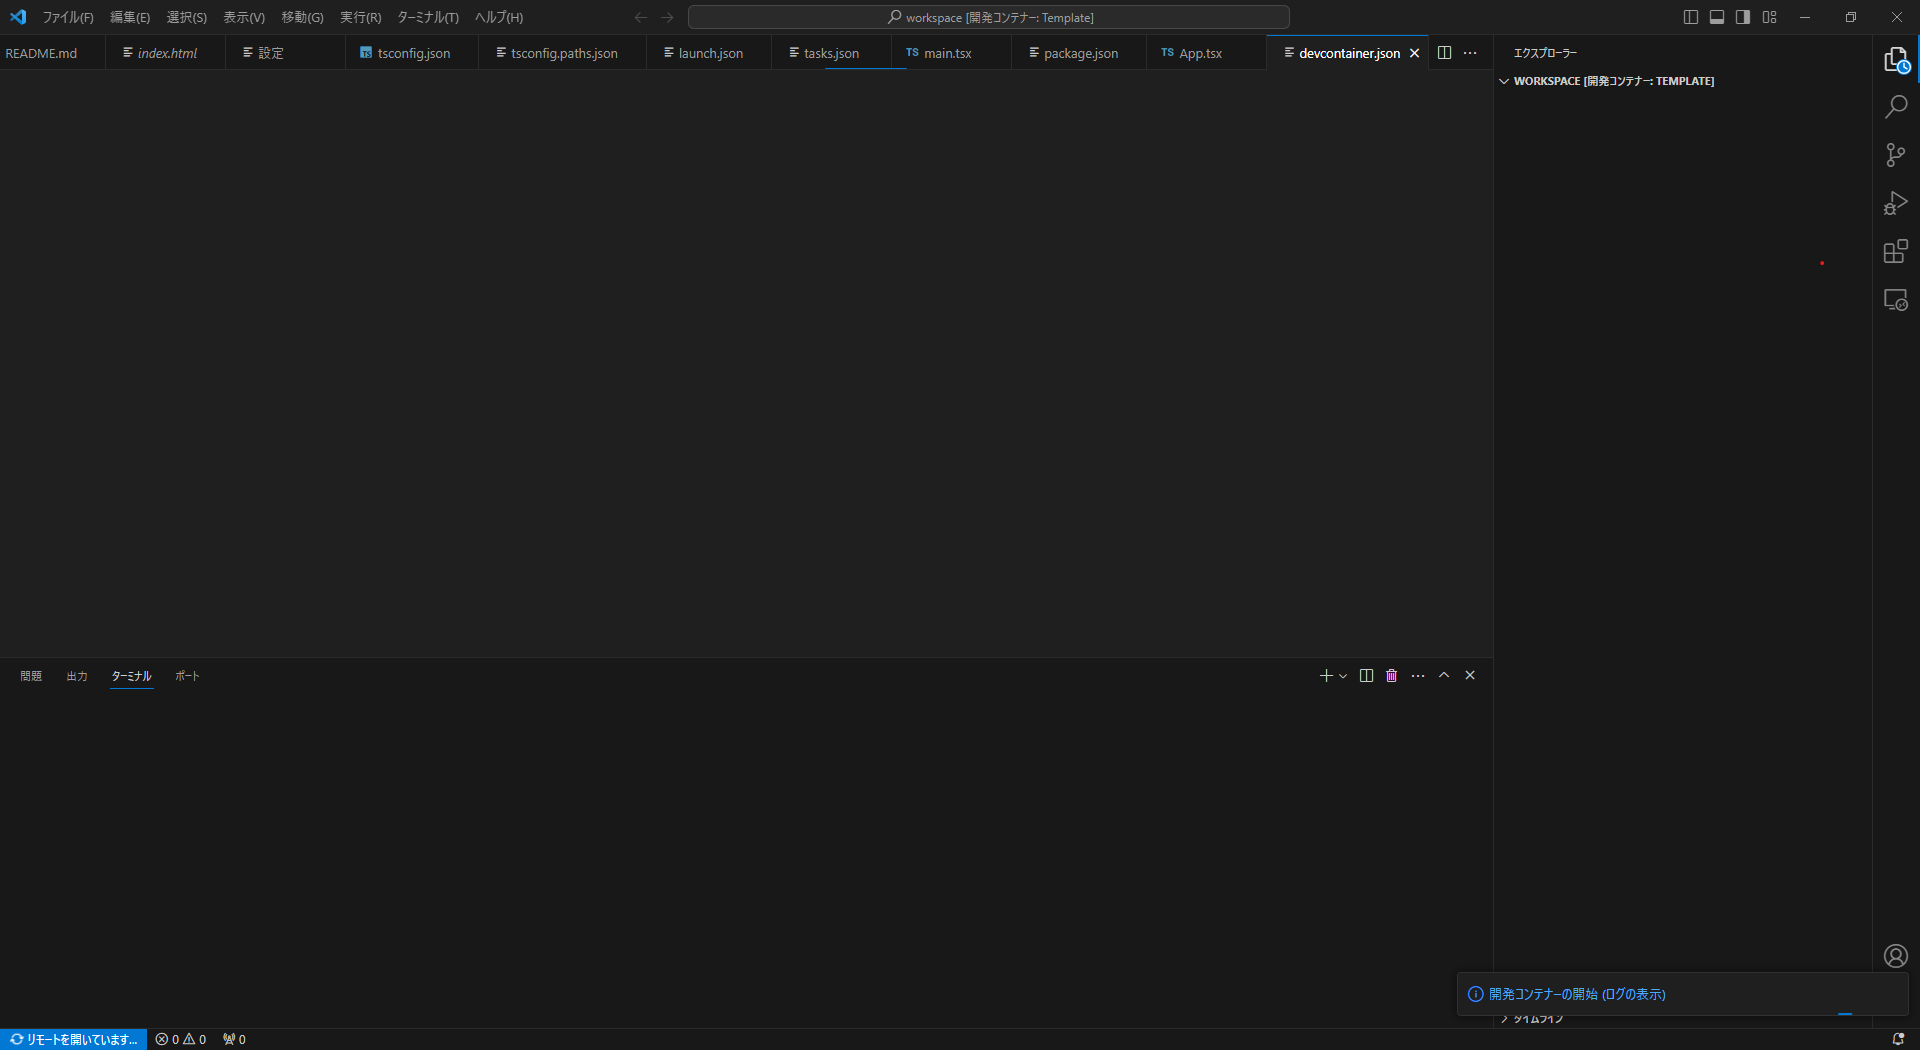 ファイル(F) 編集(E) 選択(S) 表示(V) 移動(G) 実行(R) ターミナル(T) ヘルプ(H)
workspace [開発コンテナー: Template]
README.md index.html 設定 tsconfig.json tsconfig.paths.json launch.json tasks.json TS main.tsx package.json TS App.tsx devcontainer.json
エクスプローラー
WORKSPACE [開発コンテナー: TEMPLATE]
問題 出力 ターミナル ポート
開発コンテナーの開始 (ログの表示)
タイムライン
リモートを開いています... 0 0 0